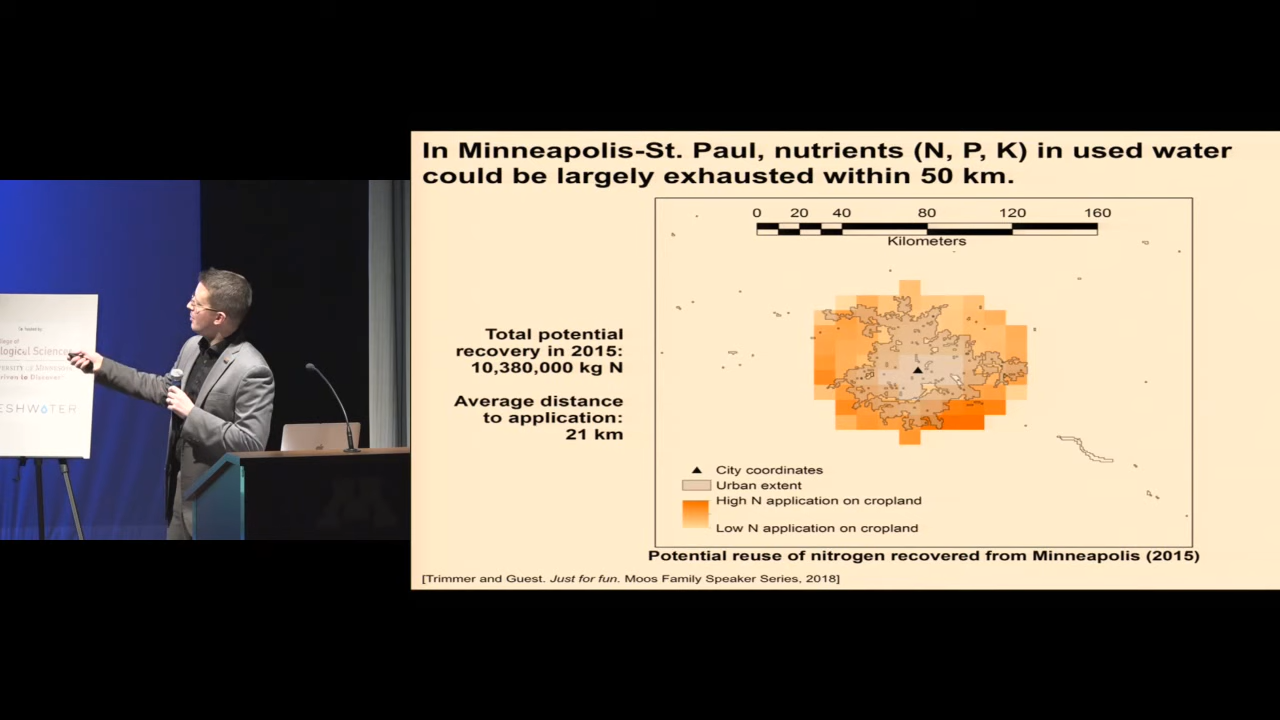 In Minneapolis-St. Paul, nutrients (N, P, K) in used water
could be largely exhausted within 50 km.
0 20 40 80 120 160
Kilometers
Total potential
recovery in 2015:
10,380,000 kg N
Average distance
to application:
21 km
City coordinates
Urban extent
High N application on cropland
Low N application on cropland
Potential reuse of nitrogen recovered from Minneapolis (2015)
[Trimmer and Guest. Just for fun. Moos Family Speaker Series, 2018]
ological Sciences
ESHWATER
M